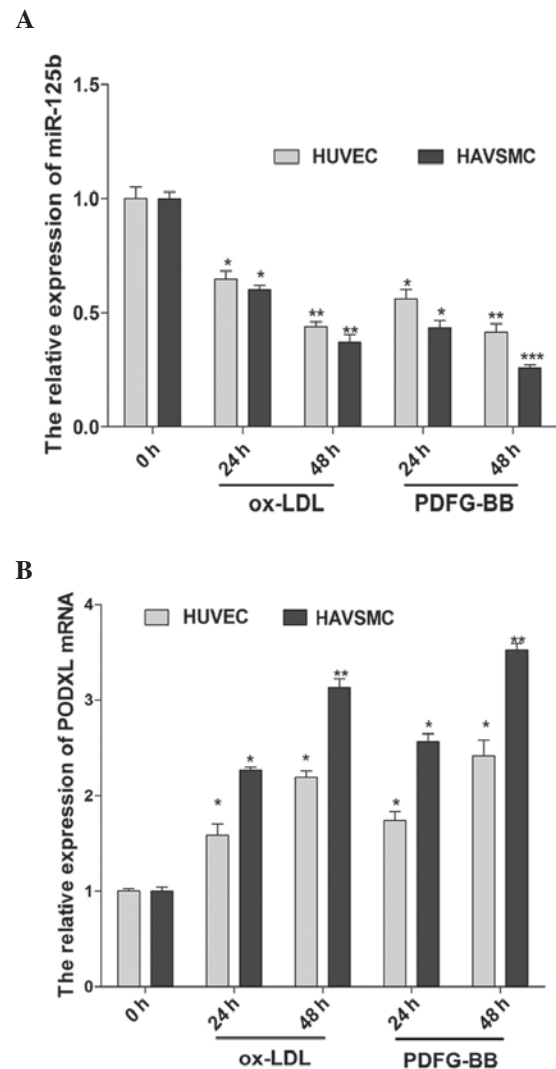 A
The relative expression of miR-125b
1.5
1.0
0.5
0.0
HUVEC HAVSMC
* *
** **
* *
** ***
0 h 24 h 48 h 24 h 48 h
ox-LDL PDFG-BB
B
The relative expression of PODXL mRNA
4
3
2
1
0
HUVEC HAVSMC
* *
* **
* *
* **
0 h 24 h 48 h 24 h 48 h
ox-LDL PDFG-BB